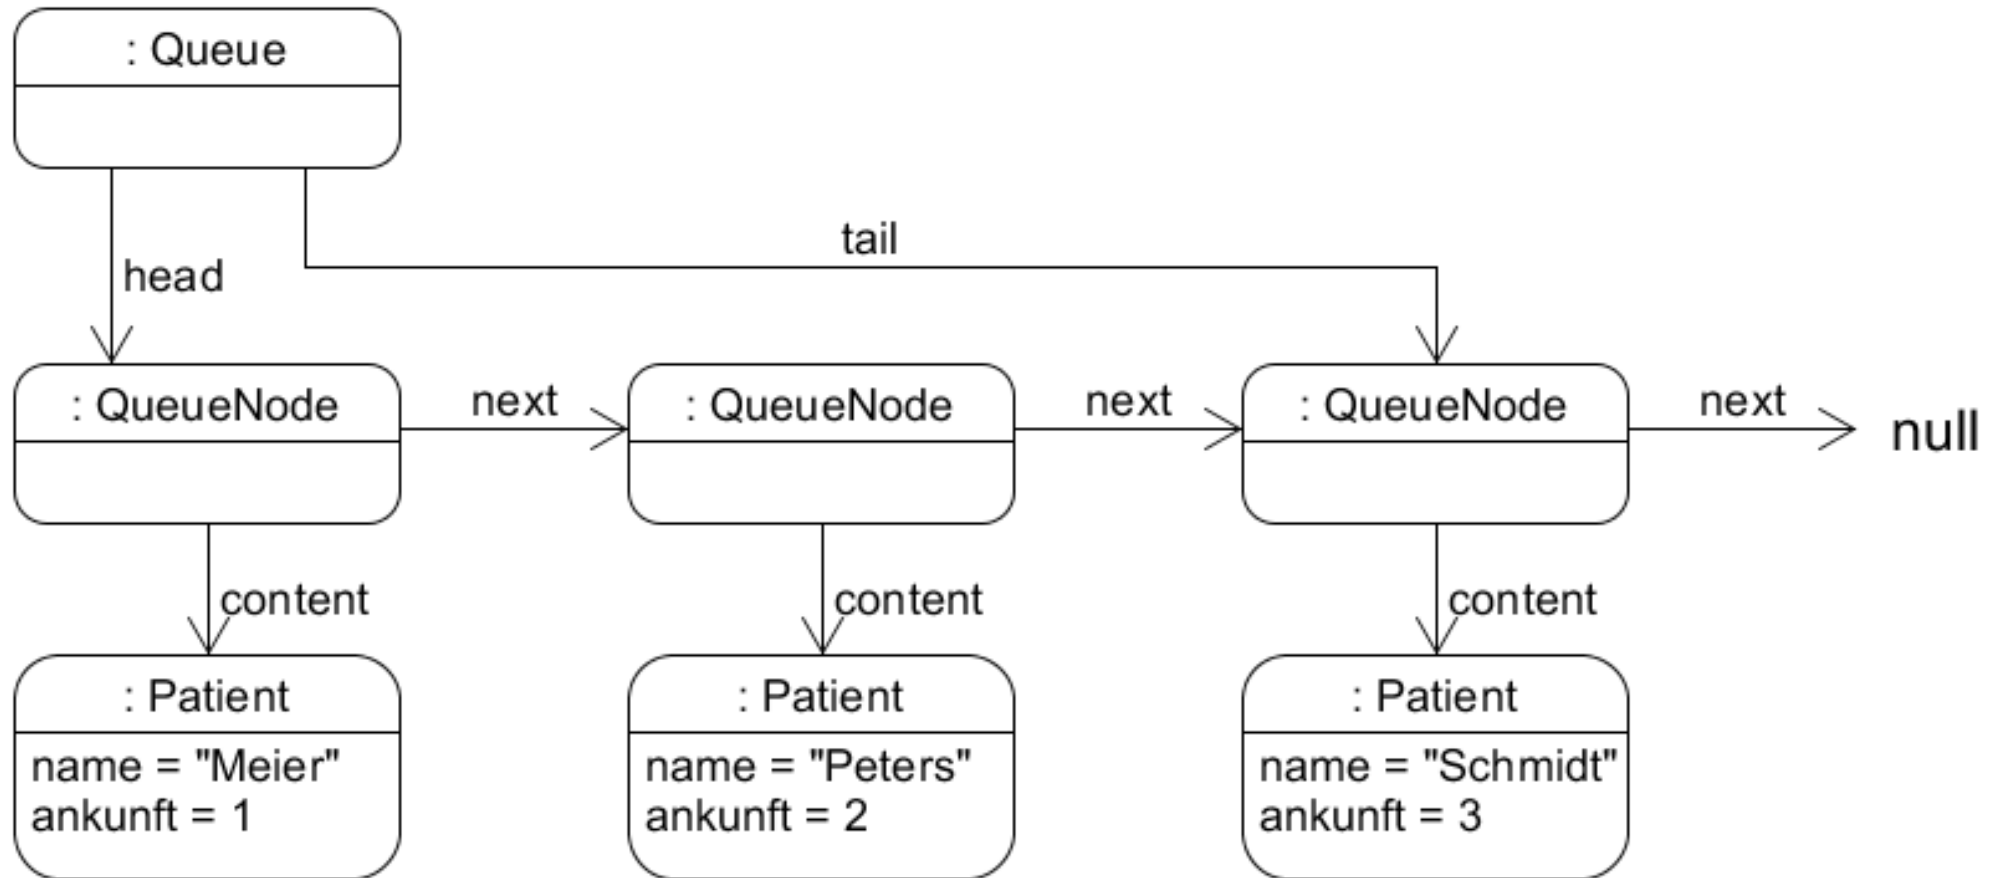 : Queue
tail
head
: QueueNode
next
: QueueNode
next
: QueueNode
next
null
content
content
content
: Patient
name = "Meier"
ankunft = 1
: Patient
name = "Peters"
ankunft = 2
: Patient
name = "Schmidt"
ankunft = 3